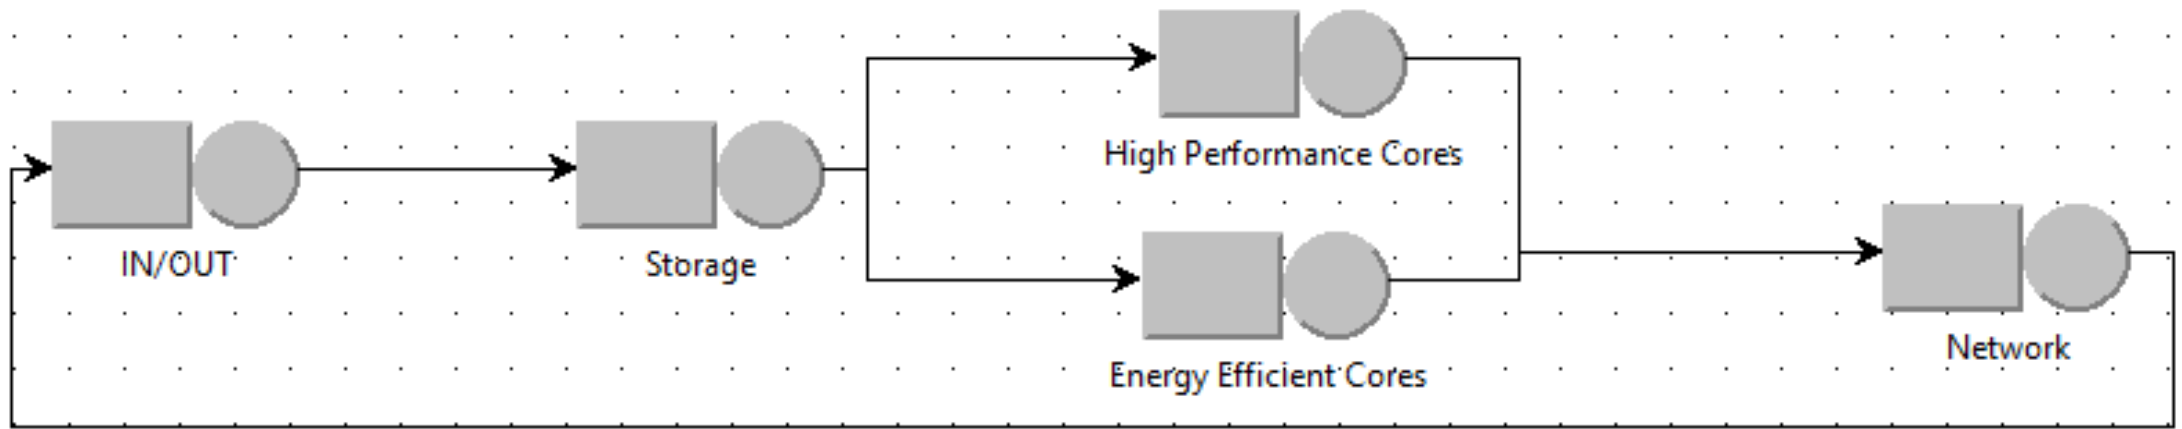 High Performance Cores
IN/OUT
Storage
Network
Energy Efficient Cores